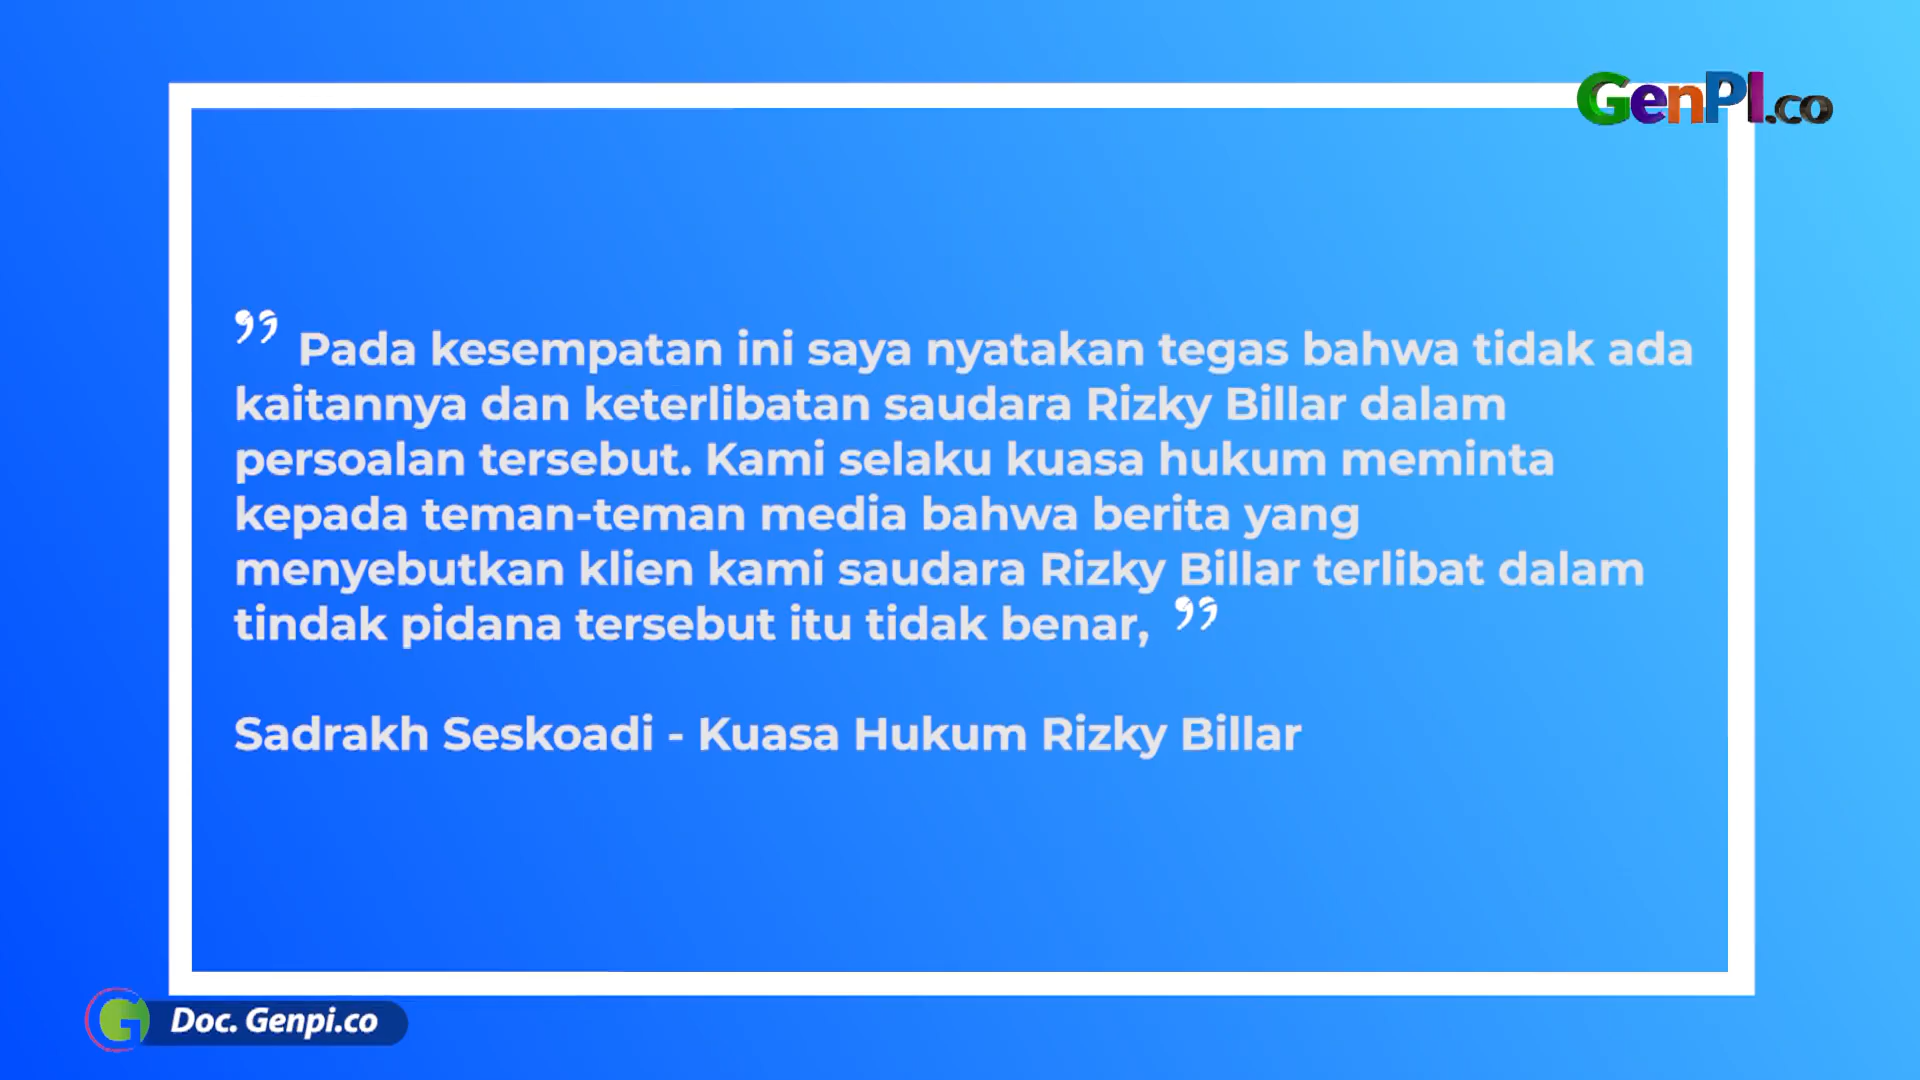 GenPI.co
” Pada kesempatan ini saya nyatakan tegas bahwa tidak ada
kaitannya dan keterlibatan saudara Rizky Billar dalam
persoalan tersebut. Kami selaku kuasa hukum meminta
kepada teman-teman media bahwa berita yang
menyebutkan klien kami saudara Rizky Billar terlibat dalam
tindak pidana tersebut itu tidak benar, ”
Sadrakh Seskoadi - Kuasa Hukum Rizky Billar
Doc. Genpi.co